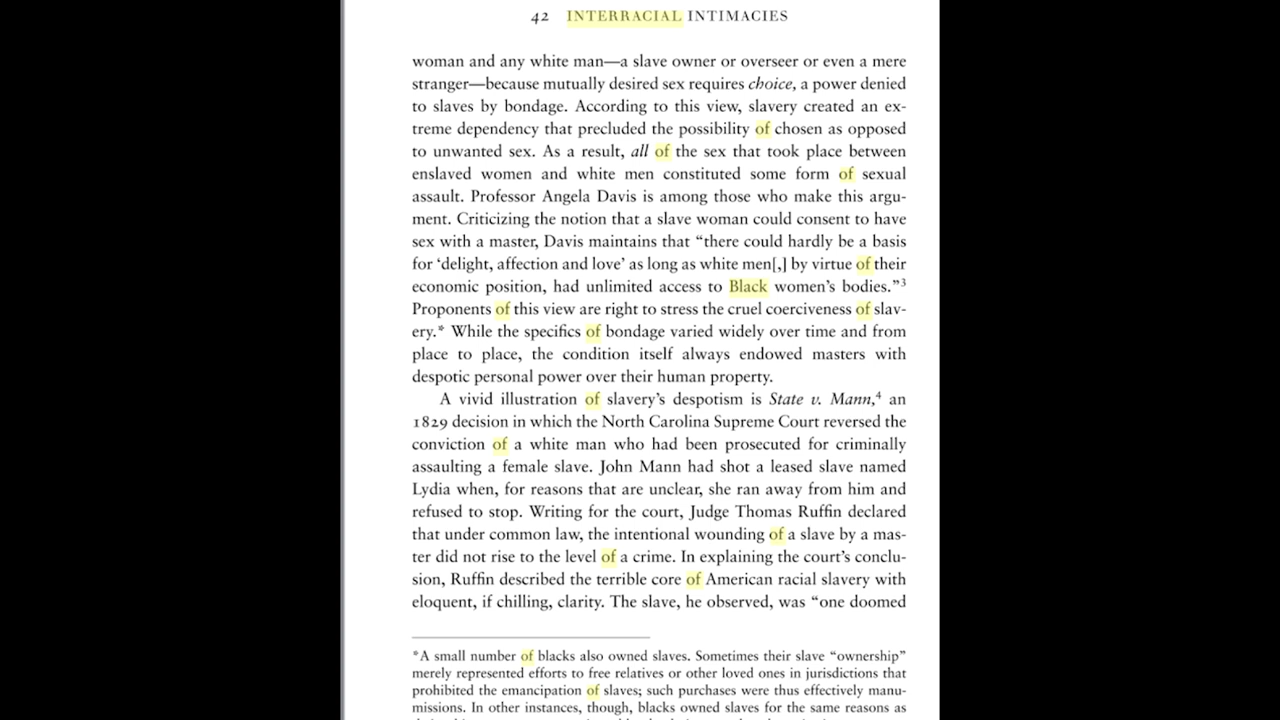 42 INTERRACIAL INTIMACIES
woman and any white man—a slave owner or overseer or even a mere
stranger—because mutually desired sex requires choice, a power denied
to slaves by bondage. According to this view, slavery created an ex-
treme dependency that precluded the possibility of chosen as opposed
to unwanted sex. As a result, all of the sex that took place between
enslaved women and white men constituted some form of sexual
assault. Professor Angela Davis is among those who make this argu-
ment. Criticizing the notion that a slave woman could consent to have
sex with a master, Davis maintains that “there could hardly be a basis
for ‘delight, affection and love’ as long as white men[,] by virtue of their
economic position, had unlimited access to Black women’s bodies.”3
Proponents of this view are right to stress the cruel coerciveness of slav-
ery.* While the specifics of bondage varied widely over time and from
place to place, the condition itself always endowed masters with
despotic personal power over their human property.
A vivid illustration of slavery’s despotism is State v. Mann,4 an
1829 decision in which the North Carolina Supreme Court reversed the
conviction of a white man who had been prosecuted for criminally
assaulting a female slave. John Mann had shot a leased slave named
Lydia when, for reasons that are unclear, she ran away from him and
refused to stop. Writing for the court, Judge Thomas Ruffin declared
that under common law, the intentional wounding of a slave by a mas-
ter did not rise to the level of a crime. In explaining the court’s conclu-
sion, Ruffin described the terrible core of American racial slavery with
eloquent, if chilling, clarity. The slave, he observed, was “one doomed
*A small number of blacks also owned slaves. Sometimes their slave “ownership”
merely represented efforts to free relatives or other loved ones in jurisdictions that
prohibited the emancipation of slaves; such purchases were thus effectively manu-
missions. In other instances, though, blacks owned slaves for the same reasons as